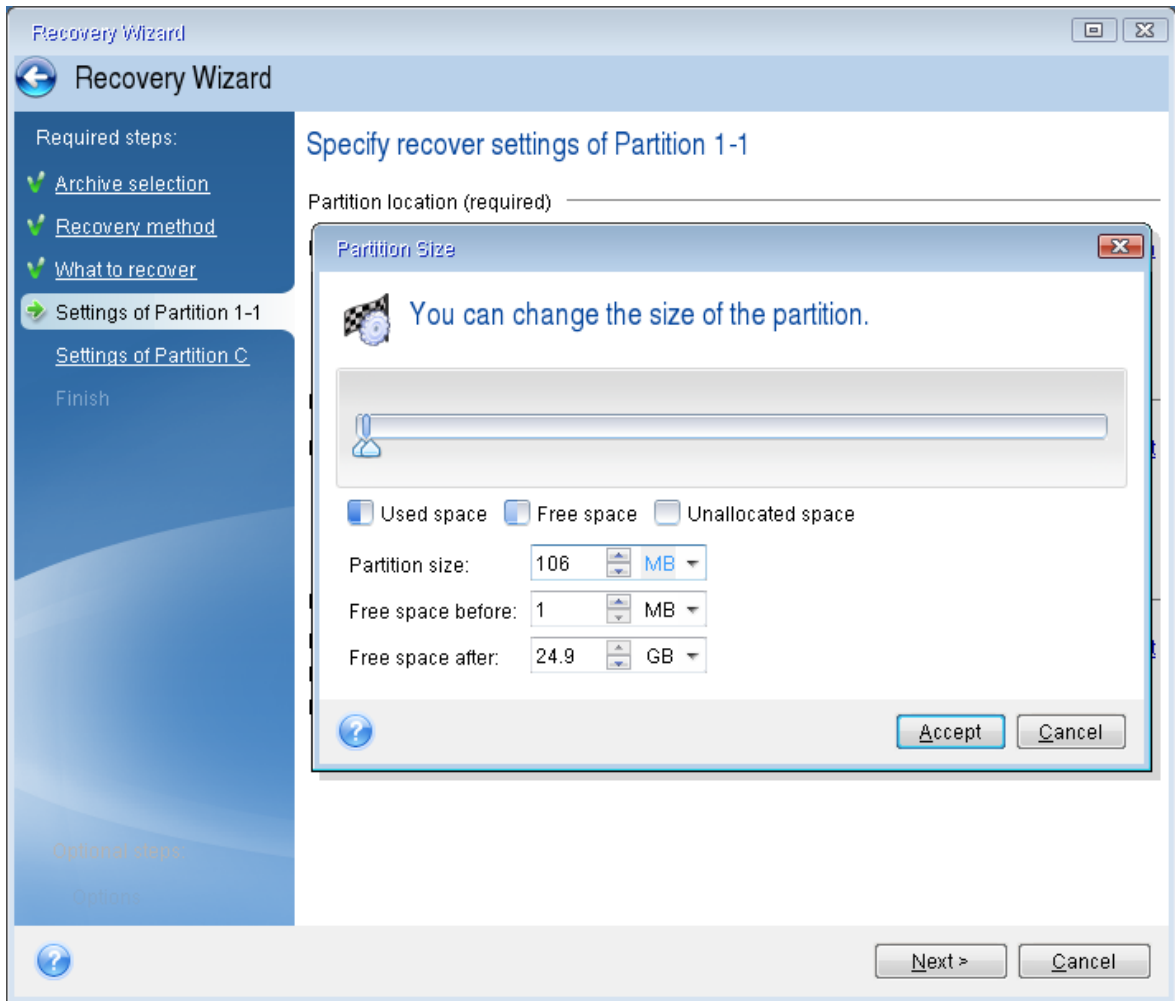 Recovery Wizard
Recovery Wizard
Required steps:
Archive selection
Recovery method
What to recover
Settings of Partition 1-1
Settings of Partition C
Finish
Optional steps:
Options
Specify recover settings of Partition 1-1
Partition location (required)
Partition Size
You can change the size of the partition.
Used space Free space Unallocated space
Partition size: 106 MB
Free space before: 1 MB
Free space after: 24.9 GB
Accept Cancel
Next > Cancel